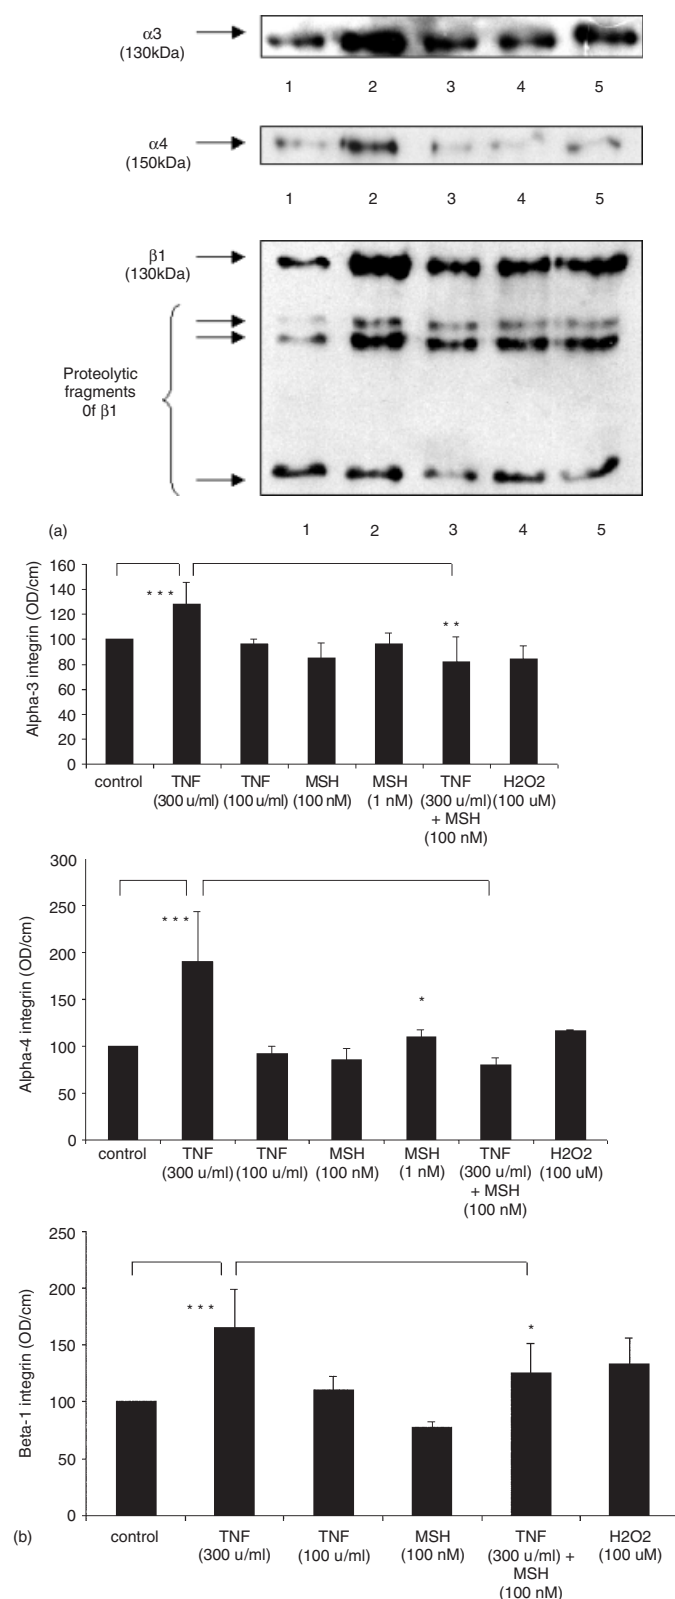 α3
(130kDa)
1 2 3 4 5
α4
(150kDa)
1 2 3 4 5
β1
(130kDa)
Proteolytic
fragments
0f β1
(a)
1 2 3 4 5
Alpha-3 integrin (OD/cm)
160
140
120
100
80
60
40
20
0
* * *
* *
control TNF TNF MSH MSH TNF H2O2
(300 u/ml) (100 u/ml) (100 nM) (1 nM) (300 u/ml) (100 uM)
+ MSH
(100 nM)
Alpha-4 integrin (OD/cm)
300
250
200
150
100
50
0
* * *
*
control TNF TNF MSH MSH TNF H2O2
(300 u/ml) (100 u/ml) (100 nM) (1 nM) (300 u/ml) (100 uM)
+ MSH
(100 nM)
Beta-1 integrin (OD/cm)
250
200
150
100
50
0
* * *
*
(b)
control TNF TNF MSH TNF H2O2
(300 u/ml) (100 u/ml) (100 nM) (300 u/ml) + (100 uM)
MSH
(100 nM)